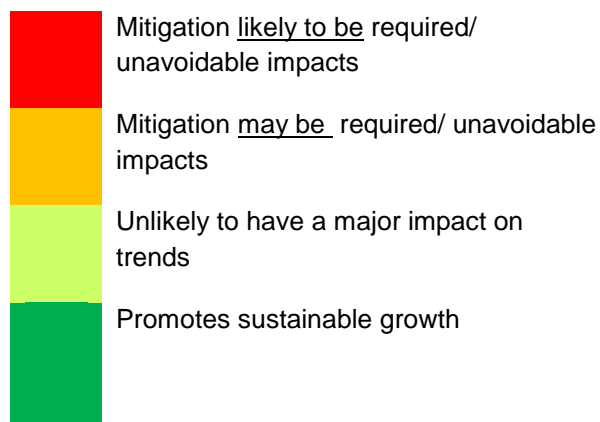 Mitigation likely to be required/
unavoidable impacts
Mitigation may be  required/ unavoidable
impacts
Unlikely to have a major impact on
trends
Promotes sustainable growth